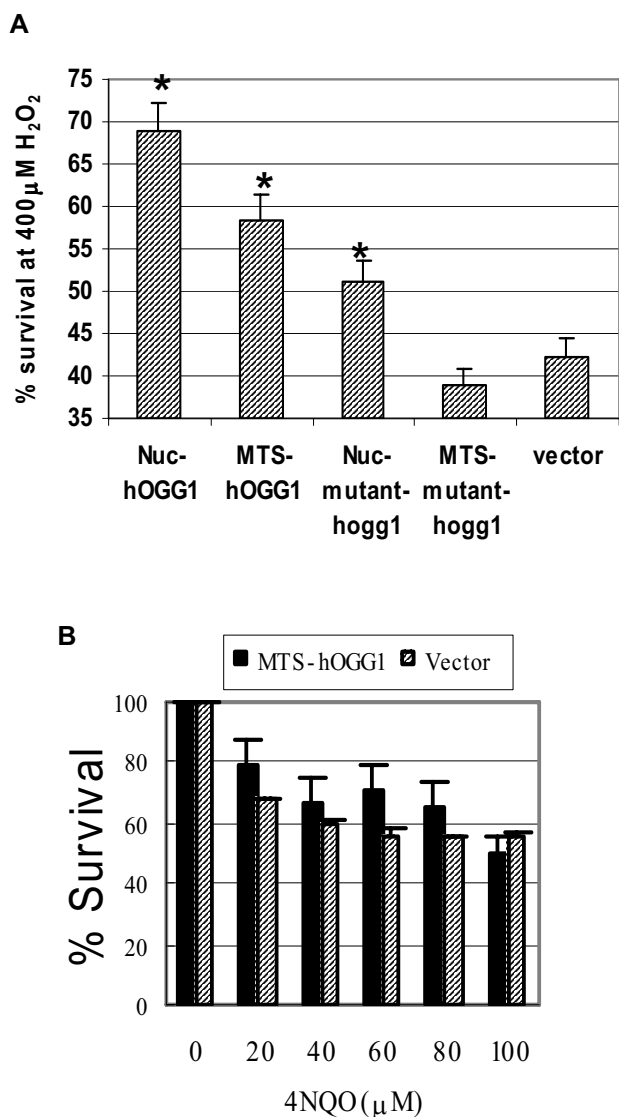 A
% survival at 400μM H₂O₂
75
70
65
60
55
50
45
40
35
*
*
*
Nuc-
hOGG1
MTS-
hOGG1
Nuc-
mutant-
hogg1
MTS-
mutant-
hogg1
vector
B
MTS-hOGG1 Vector
% Survival
100
80
60
40
20
0
0 20 40 60 80 100
4NQO (μM)